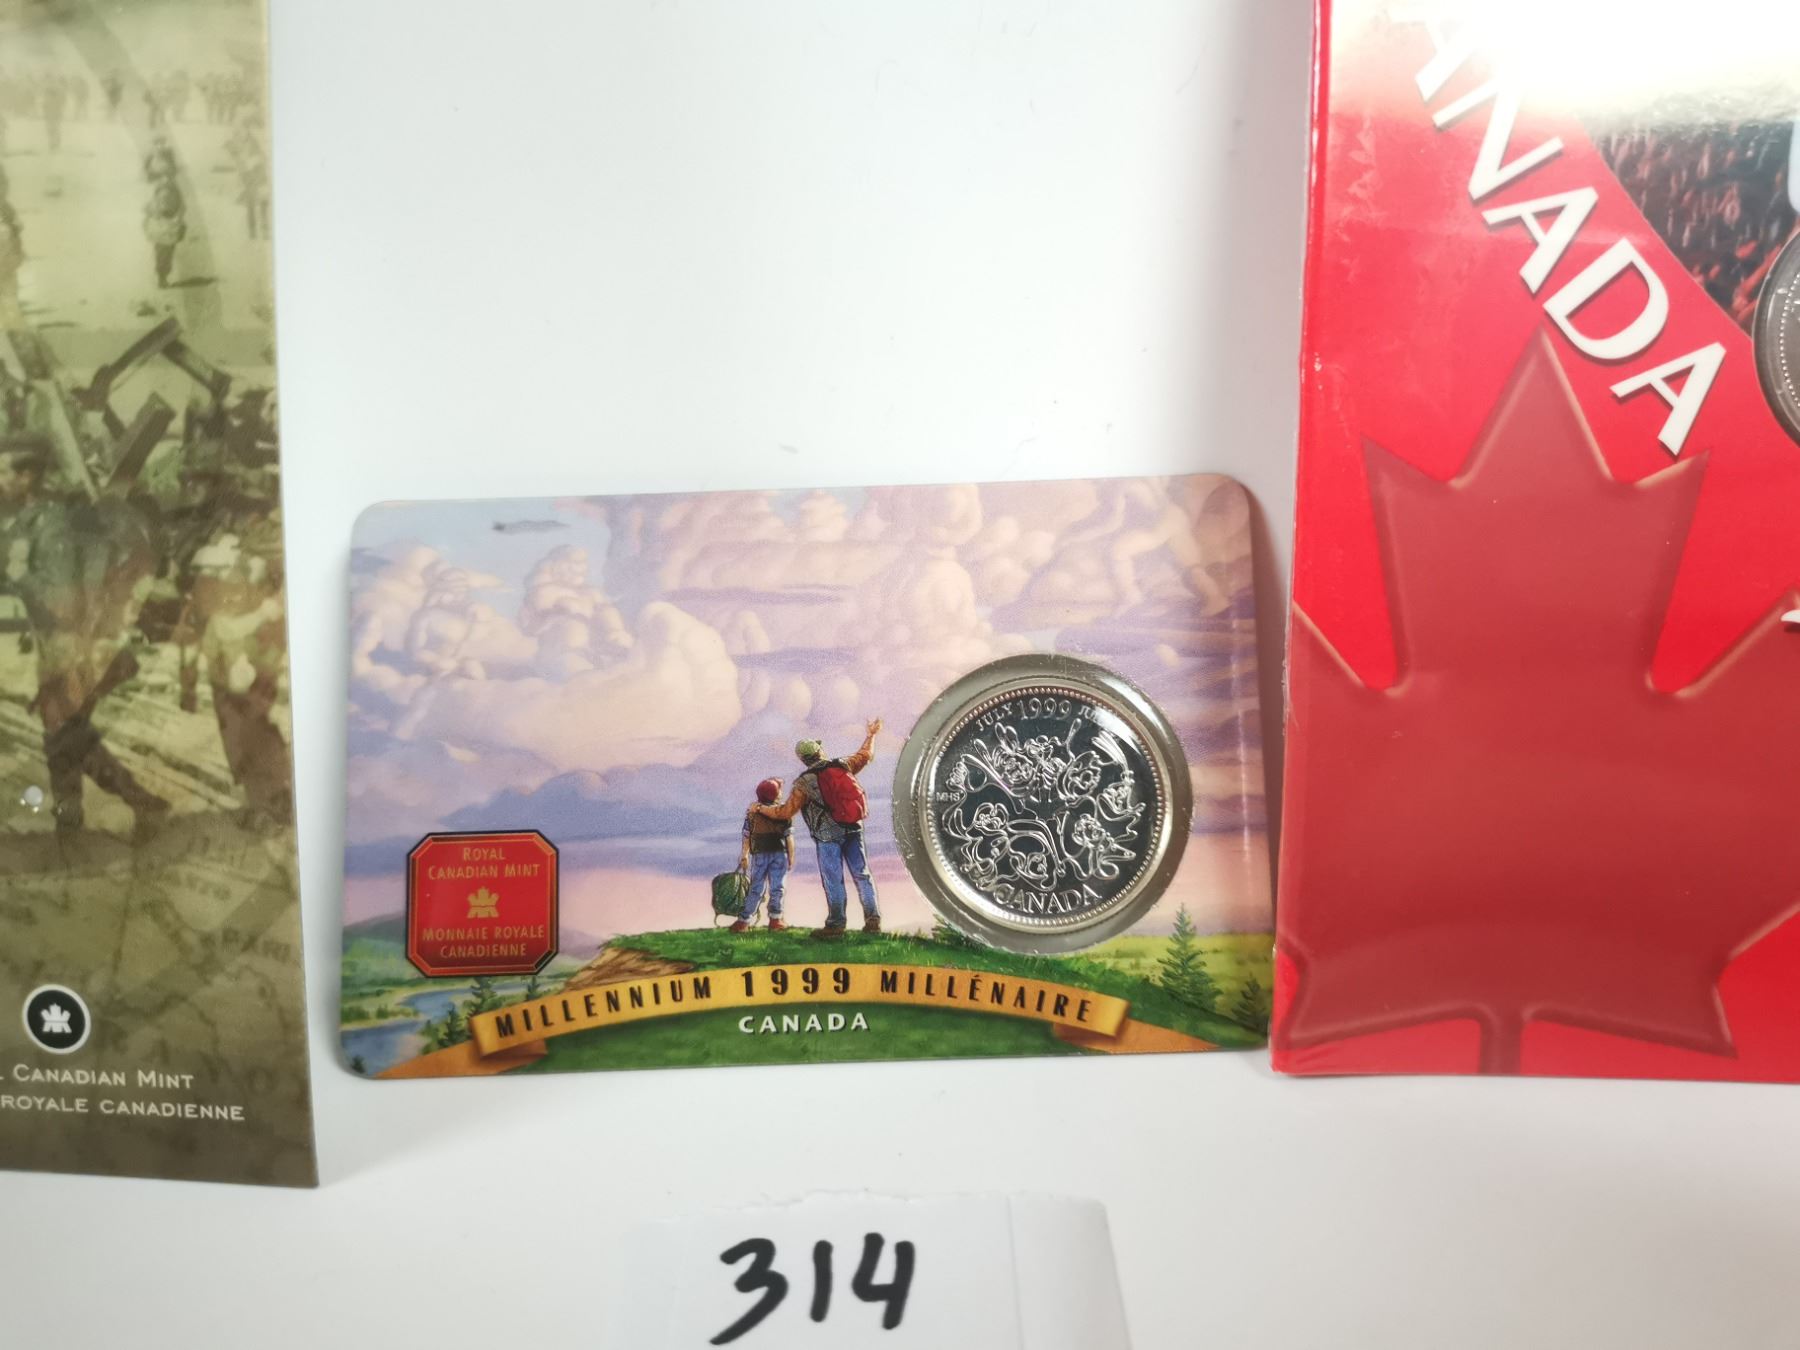 CANADIAN MINT
ROYALE CANADIENNE
ROYAL
CANADIAN MINT
MONNAIE ROYALE
CANADIENNE
MILLENNIUM 1999 MILLÉNAIRE
CANADA
JULY 1999
MHS
CANADA
ANADA
314